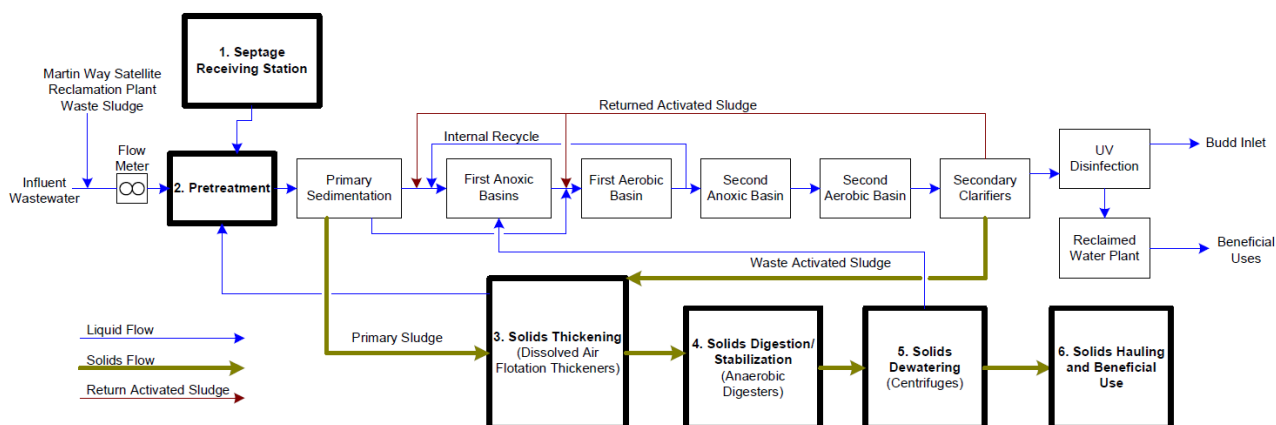 1. Septage
Receiving Station
Martin Way Satellite
Reclamation Plant
Waste Sludge
Returned Activated Sludge
Internal Recycle
Flow
Meter
Influent
Wastewater
2. Pretreatment
Primary
Sedimentation
First Anoxic
Basins
First Aerobic
Basin
Second
Anoxic Basin
Second
Aerobic Basin
Secondary
Clarifiers
UV
Disinfection
Budd Inlet
Reclaimed
Water Plant
Beneficial
Uses
Waste Activated Sludge
Primary Sludge
3. Solids Thickening
(Dissolved Air
Flotation Thickeners)
4. Solids Digestion/
Stabilization
(Anaerobic
Digesters)
5. Solids
Dewatering
(Centrifuges)
6. Solids Hauling
and Beneficial
Use
Liquid Flow
Solids Flow
Return Activated Sludge